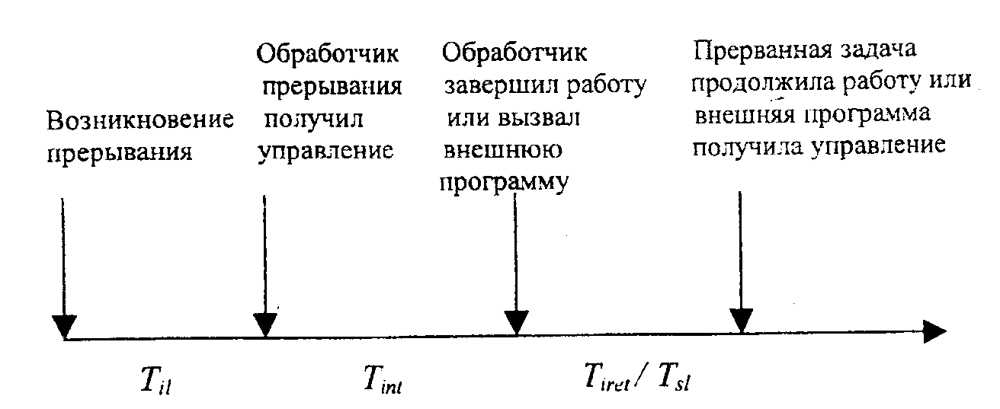 Возникновение
прерывания
Обработчик
прерывания
получил
управление
Обработчик
завершил работу
или вызвал
внешнюю
программу
Прерванная задача
продолжила работу или
внешняя программа
получила управление
T_il
T_int
T_iret / T_sl